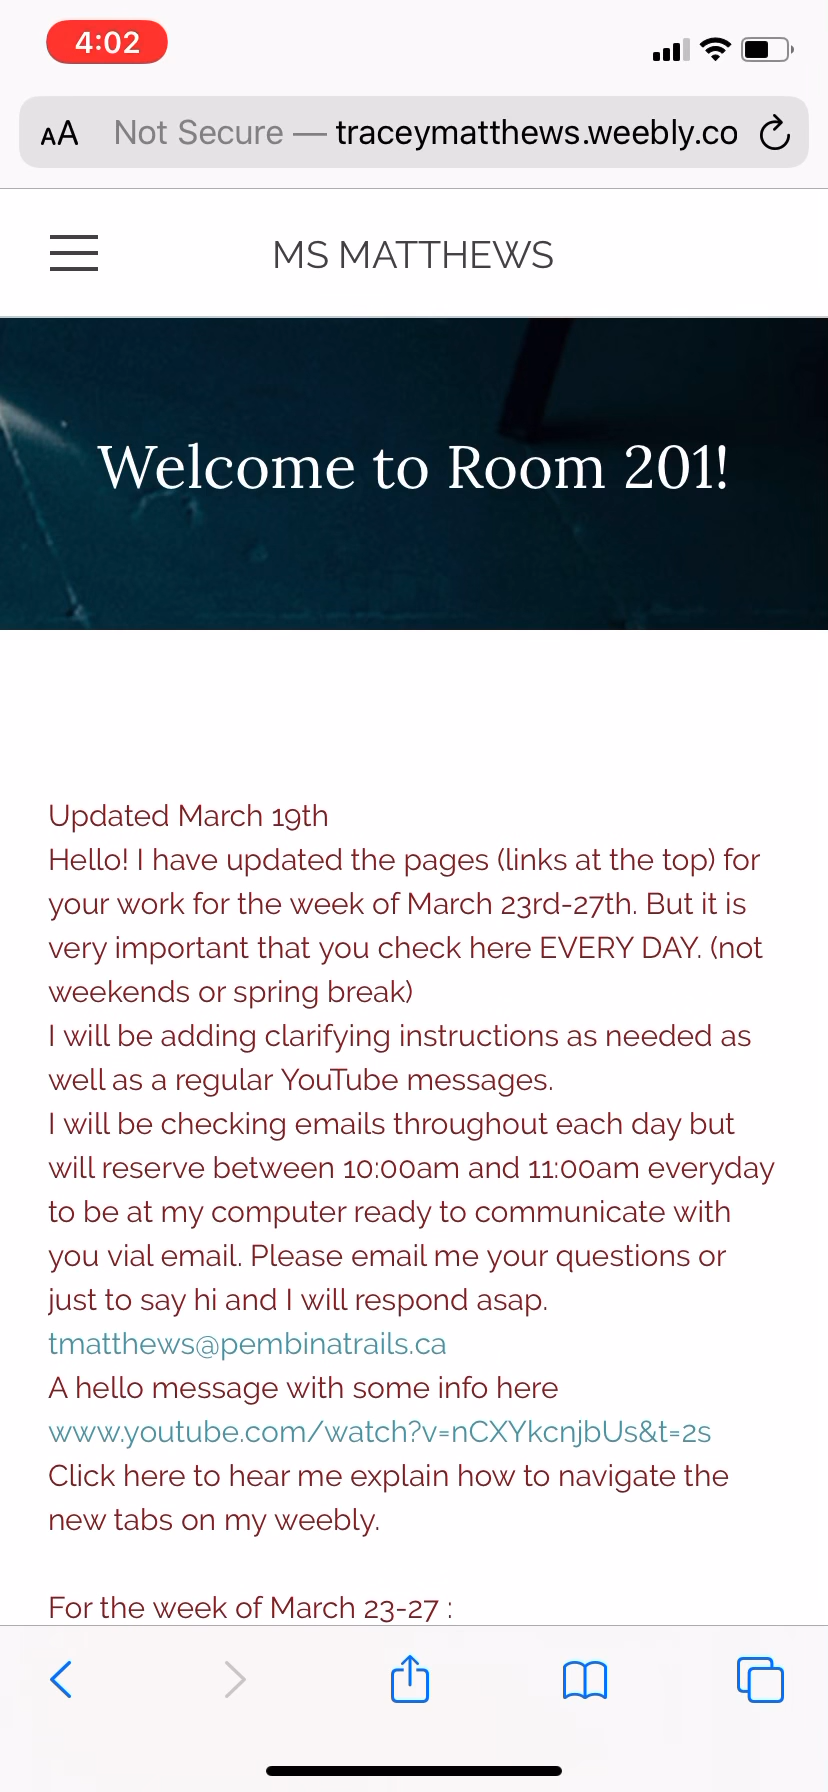 4:02
AA Not Secure — traceymatthews.weebly.co
MS MATTHEWS
Welcome to Room 201!
Updated March 19th
Hello! I have updated the pages (links at the top) for
your work for the week of March 23rd-27th. But it is
very important that you check here EVERY DAY. (not
weekends or spring break)
I will be adding clarifying instructions as needed as
well as a regular YouTube messages.
I will be checking emails throughout each day but
will reserve between 10:00am and 11:00am everyday
to be at my computer ready to communicate with
you vial email. Please email me your questions or
just to say hi and I will respond asap.
tmatthews@pembinatrails.ca
A hello message with some info here
www.youtube.com/watch?v=nCXYkcnjbUs&t=2s
Click here to hear me explain how to navigate the
new tabs on my weebly.
For the week of March 23-27 :